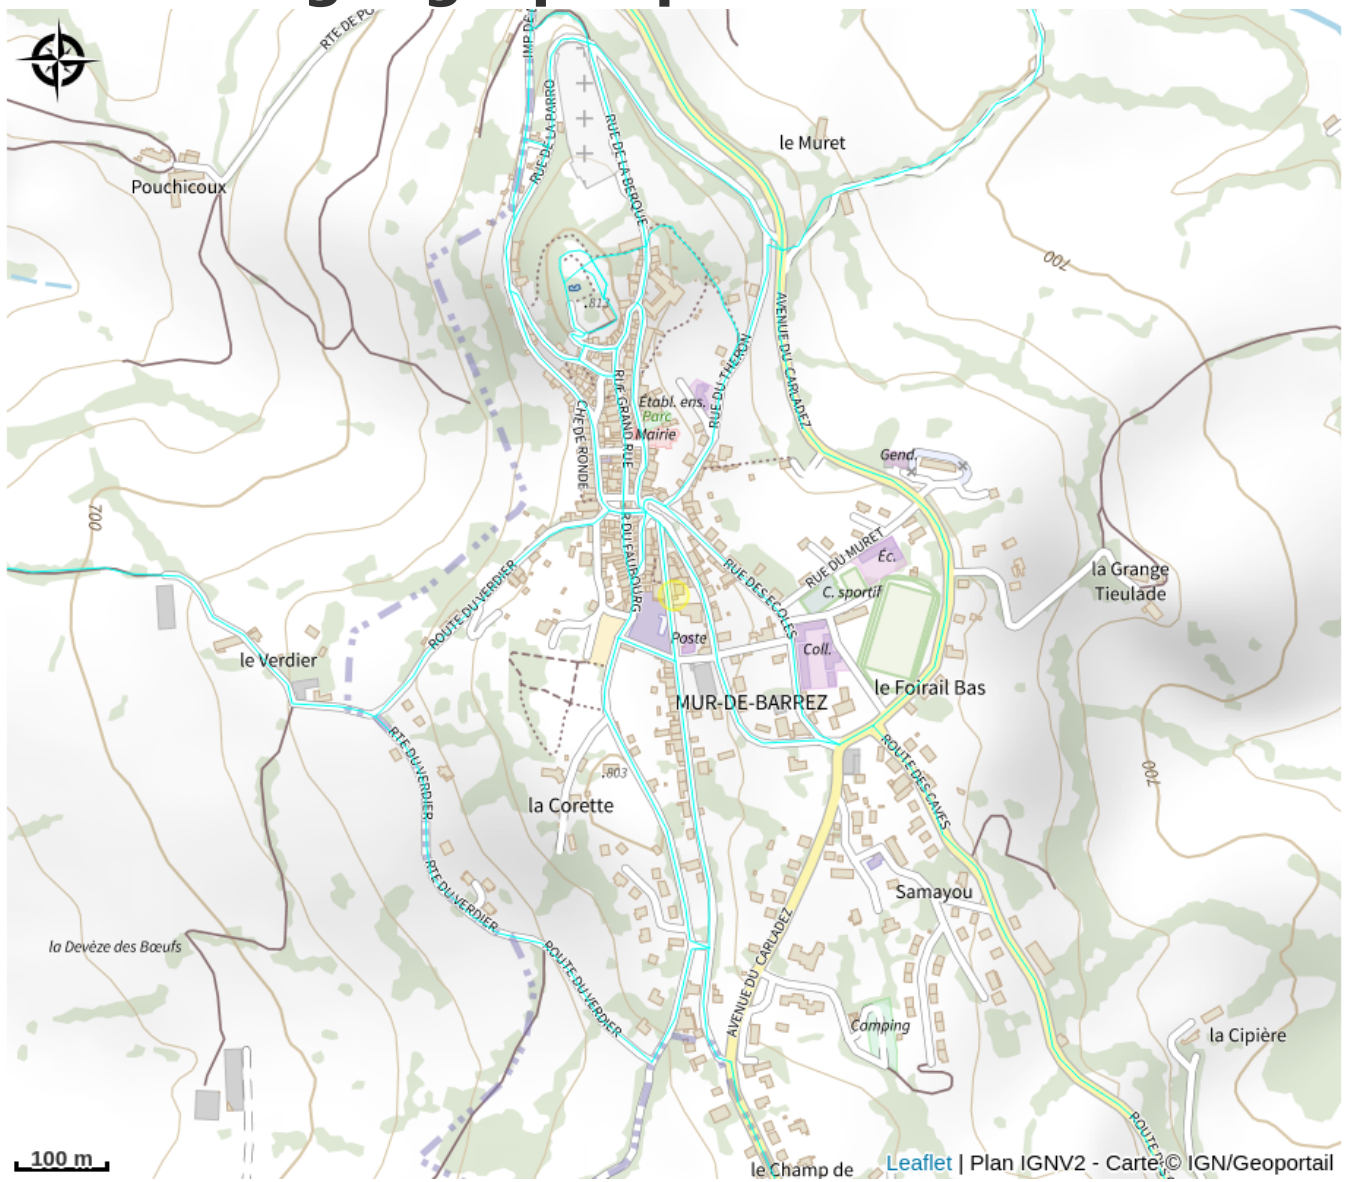 RTE DE PO
IMP DE
RUE DE LA
le Muret
RUE DE LA BERQUE
Pouchicoux
700
.813
AVENUE DU CARLADEZ
RUE DU THERON
RUE GRAND RUE
Établ. ens.
Parc
Mairie
CHE DE RONDE
Gend.
700
R DU FAUBOURG
RUE DU MURET
Éc.
RUE DES ECOLES
C. sportif
la Grange
Tieulade
ROUTE DU VERDIER
Poste
Coll.
le Verdier
le Foirail Bas
MUR-DE-BARREZ
RTE DU VERDIER
ROUTE DES CAVES
700
.803
la Corette
RTE DU VERDIER
Samayou
la Devèze des Bœufs
ROUTE DU VERDIER
AVENUE DU CARLADEZ
Camping
la Cipière
100 m
le Champ de
Leaflet | Plan IGNV2 - Carte © IGN/Geoportail